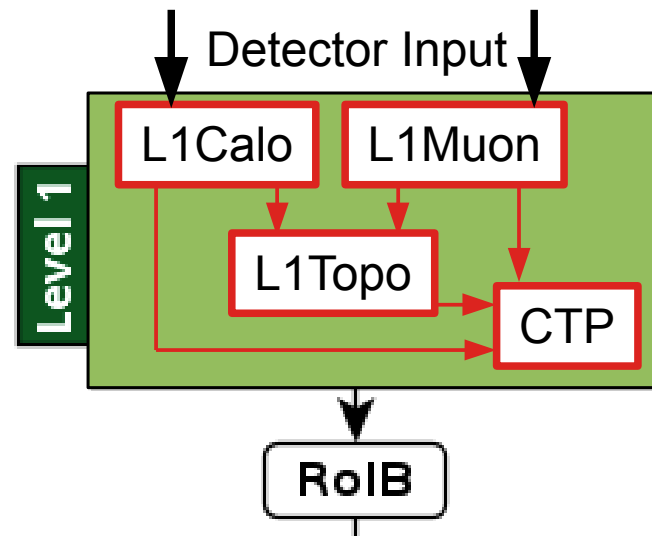 Detector Input
L1Calo
L1Muon
Level 1
L1Topo
CTP
RoIB